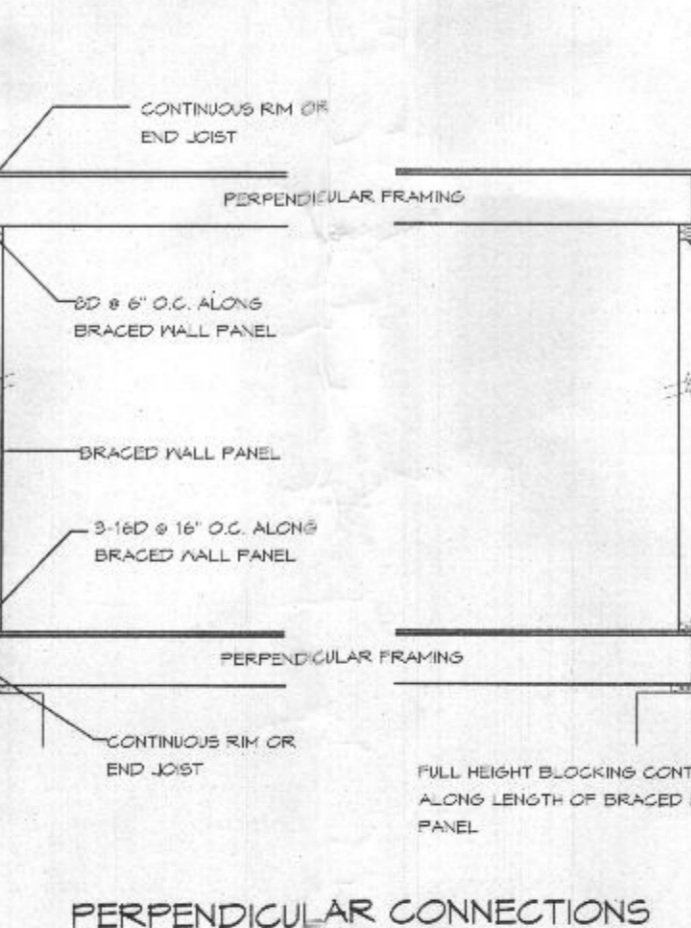 CONTINUOUS RIM OR
END JOIST
PERPENDICULAR FRAMING
8D @ 6" O.C. ALONG
BRACED WALL PANEL
BRACED WALL PANEL
3-16D @ 16" O.C. ALONG
BRACED WALL PANEL
PERPENDICULAR FRAMING
CONTINUOUS RIM OR
END JOIST
FULL HEIGHT BLOCKING CONT
ALONG LENGTH OF BRACED
PANEL
PERPENDICULAR CONNECTIONS